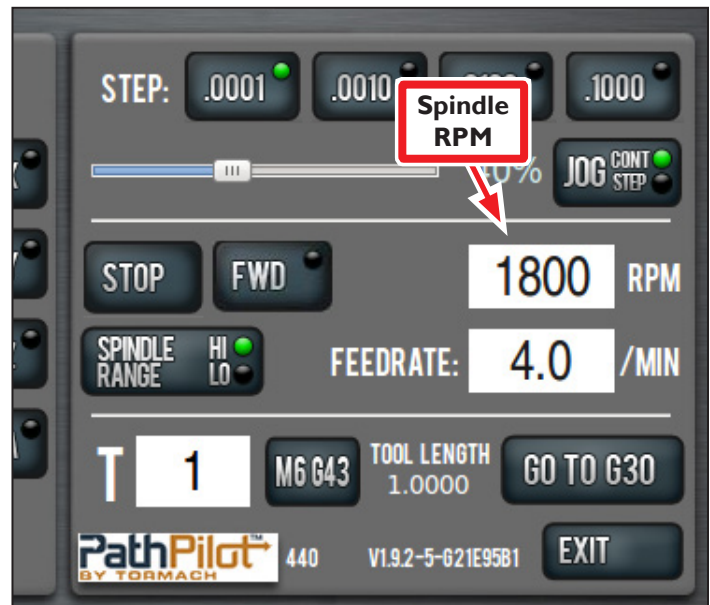 STEP: .0001 .0010 .1000
Spindle
RPM
40% JOG CONT STEP
STOP FWD 1800 RPM
SPINDLE RANGE HI LO FEEDRATE: 4.0 /MIN
T 1 M6 G43 TOOL LENGTH 1.0000 GO TO G30
PathPilot™ BY TORMACH 440 V1.9.2-5-G21E95B1 EXIT